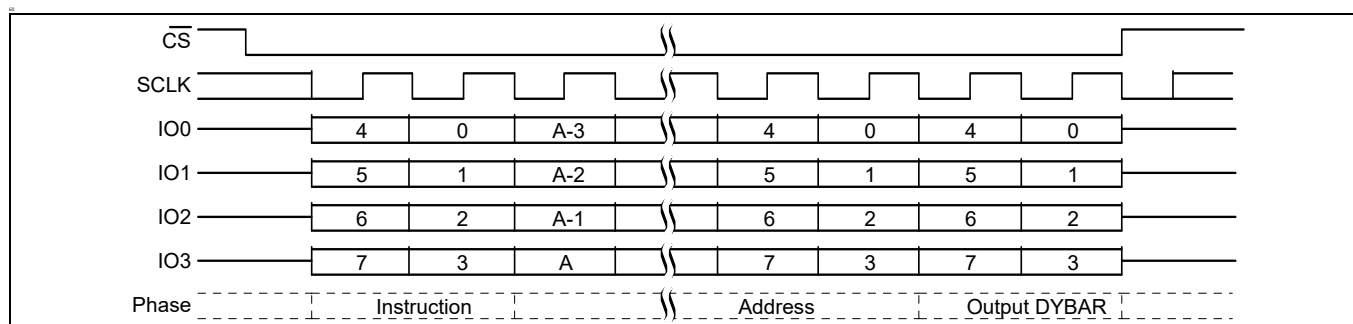 CS
SCLK
IO0 4 0 A-3 4 0 4 0
IO1 5 1 A-2 5 1 5 1
IO2 6 2 A-1 6 2 6 2
IO3 7 3 A 7 3 7 3
Phase Instruction Address Output DYBAR